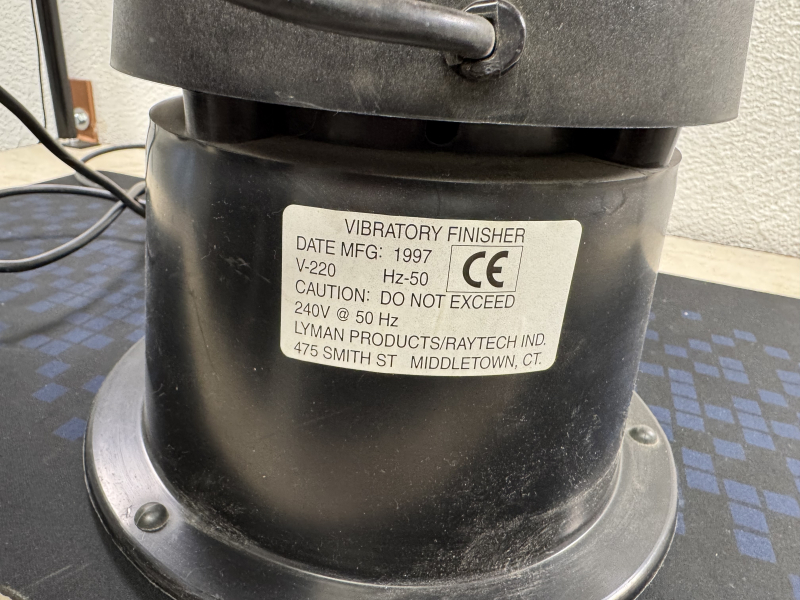 VIBRATORY FINISHER
DATE MFG: 1997
V-220 Hz-50
CE
CAUTION: DO NOT EXCEED
240V @ 50 Hz
LYMAN PRODUCTS/RAYTECH IND.
475 SMITH ST MIDDLETOWN, CT.